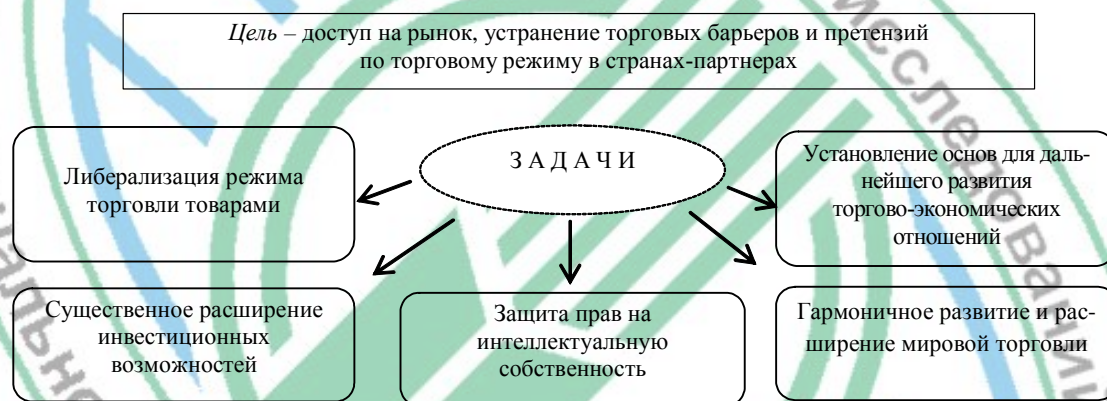 Цель – доступ на рынок, устранение торговых барьеров и претензий
по торговому режиму в странах-партнерах
З А Д А Ч И
Либерализация режима
торговли товарами
Установление основ для даль-
нейшего развития
торгово-экономических
отношений
Существенное расширение
инвестиционных
возможностей
Защита прав на
интеллектуальную
собственность
Гармоничное развитие и рас-
ширение мировой торговли